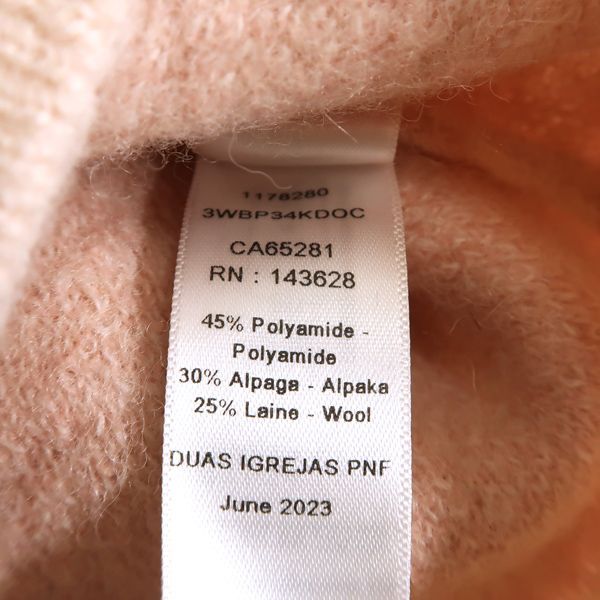 1178280
3WBP34KDOC
CA65281
RN : 143628
45% Polyamide -
Polyamide
30% Alpaga - Alpaka
25% Laine - Wool
DUAS IGREJAS PNF
June 2023